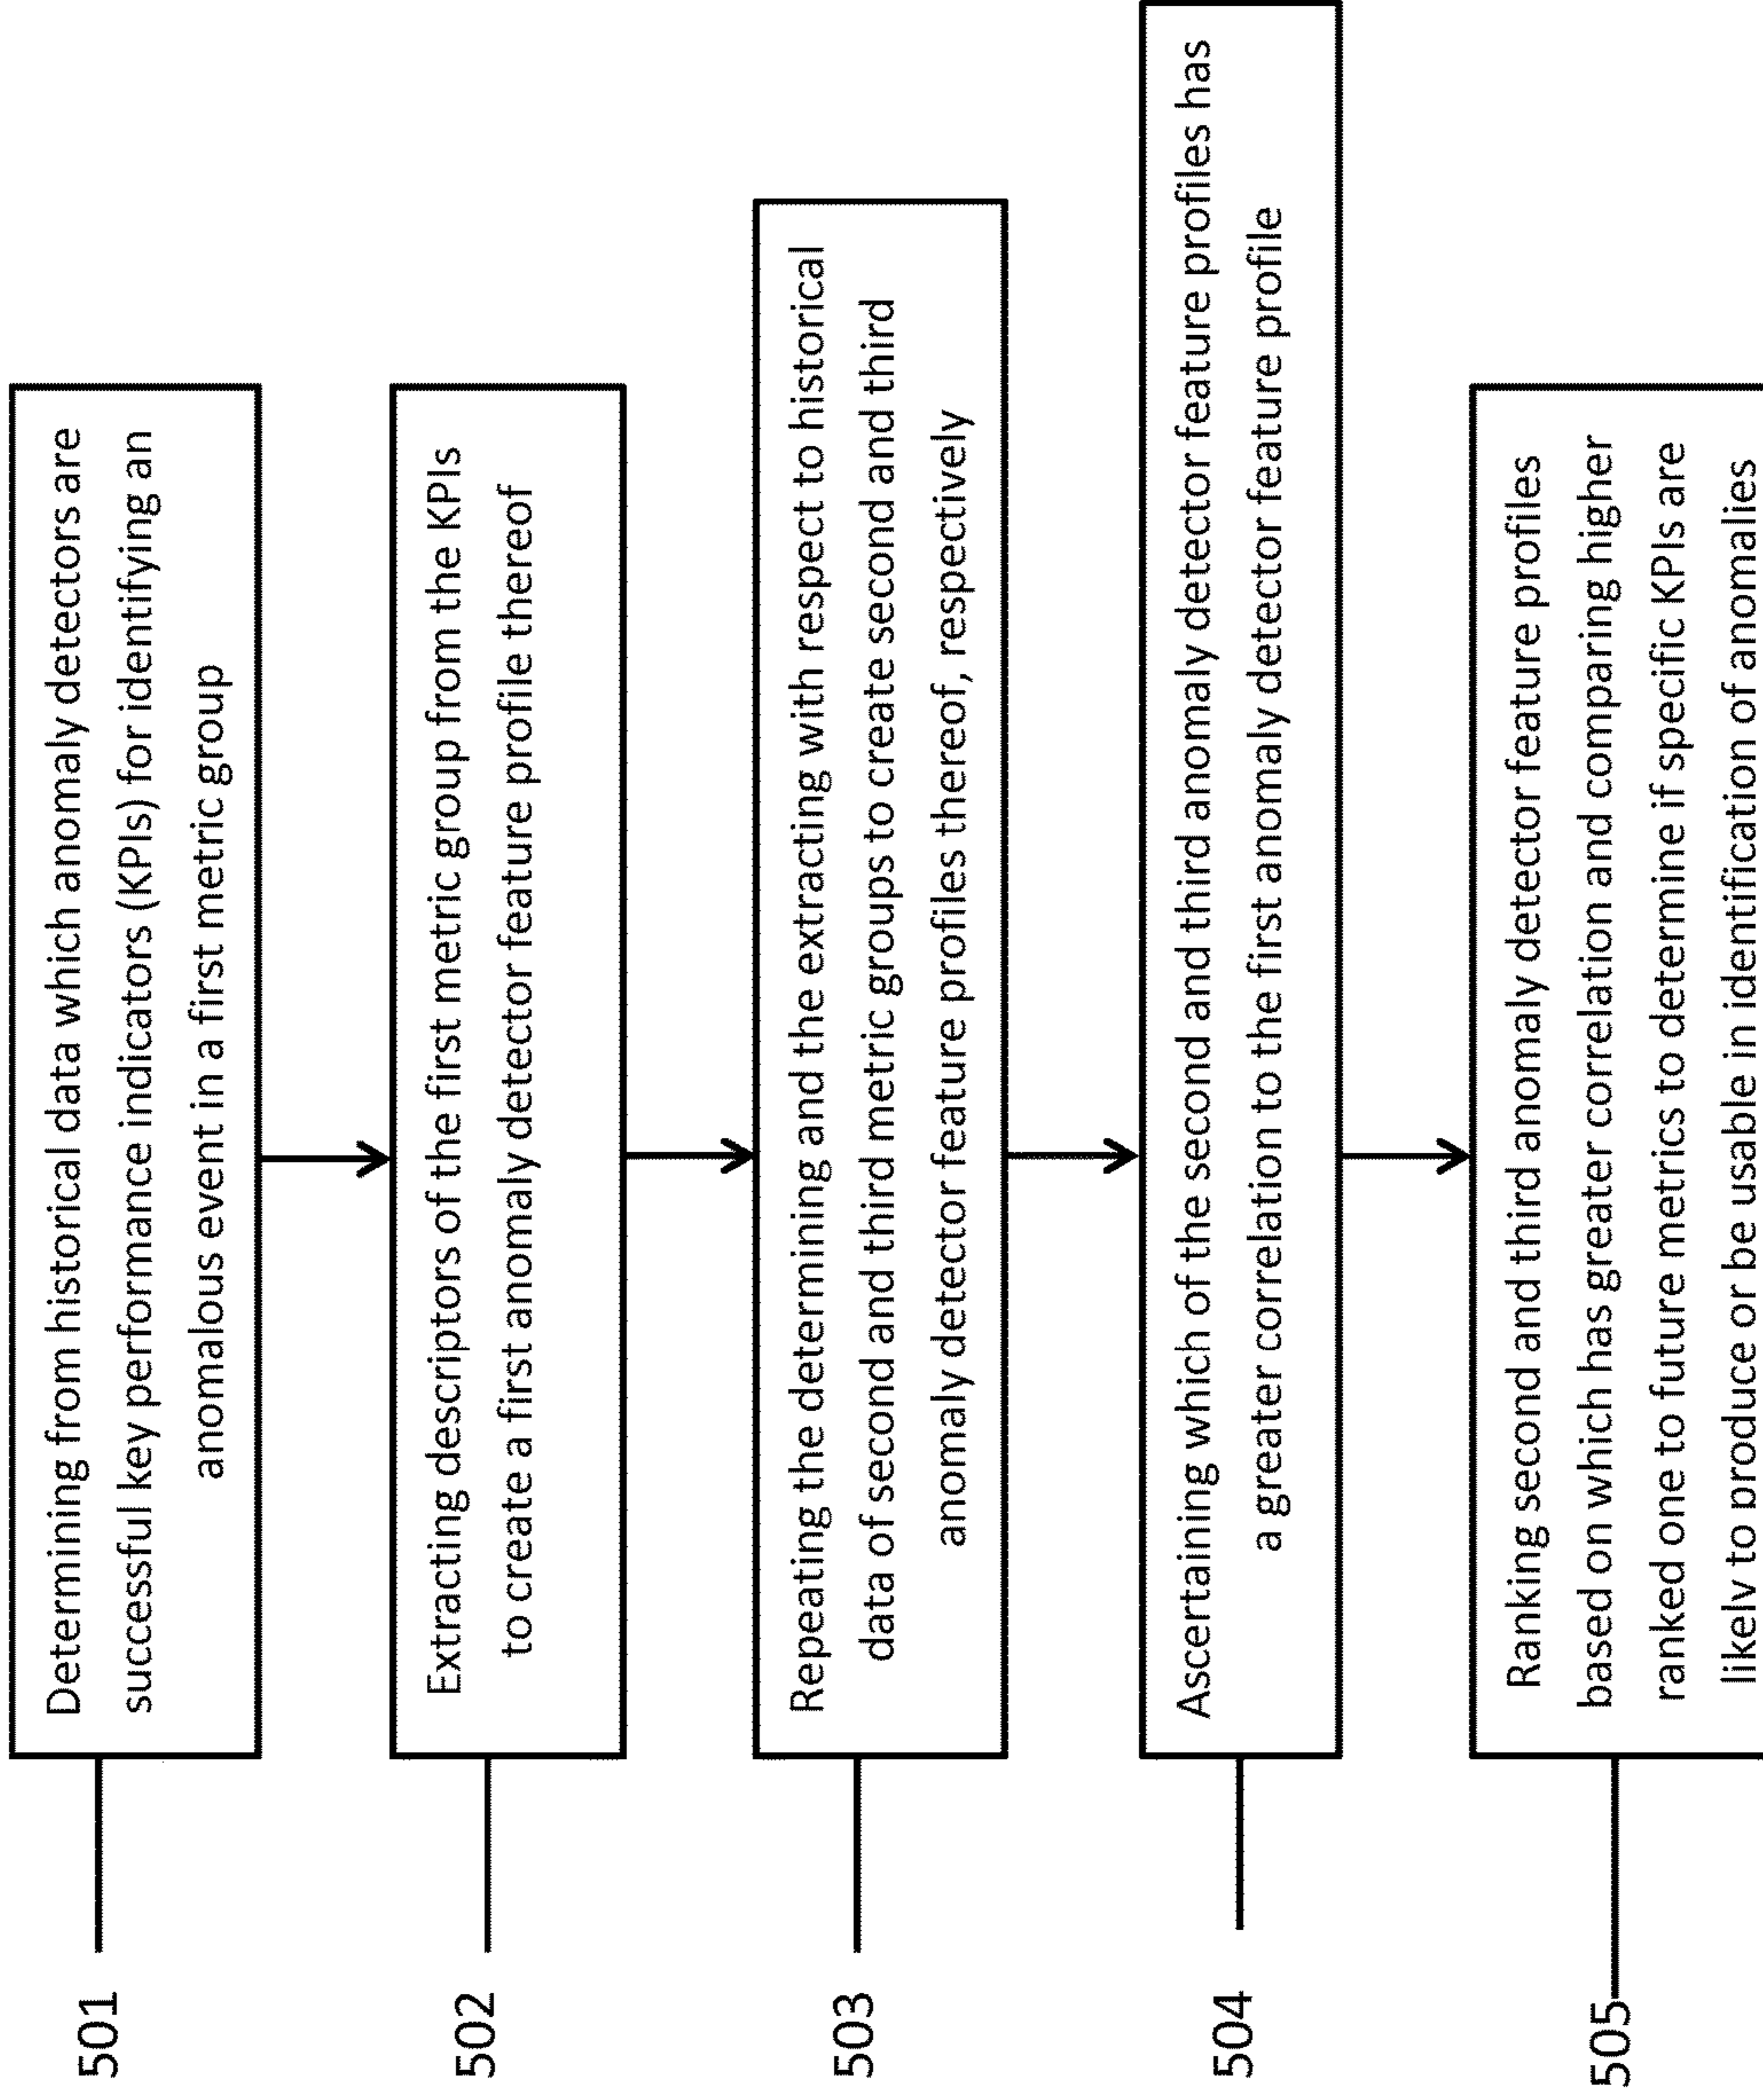 501
Determining from historical data which anomaly detectors are
successful key performance indicators (KPIs) for identifying an
anomalous event in a first metric group
502
Extracting descriptors of the first metric group from the KPIs
to create a first anomaly detector feature profile thereof
503
Repeating the determining and the extracting with respect to historical
data of second and third metric groups to create second and third
anomaly detector feature profiles thereof, respectively
504
Ascertaining which of the second and third anomaly detector feature profiles has
a greater correlation to the first anomaly detector feature profile
505
Ranking second and third anomaly detector feature profiles
based on which has greater correlation and comparing higher
ranked one to future metrics to determine if specific KPIs are
likely to produce or be usable in identification of anomalies